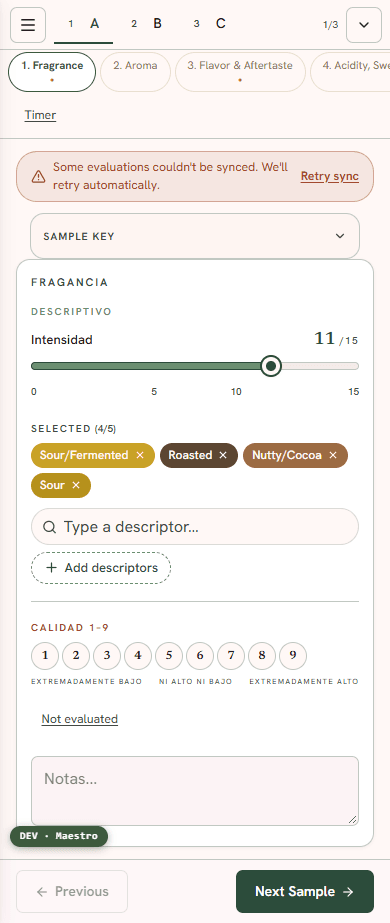 1 A 2 B 3 C 1/3
1. Fragrance 2. Aroma 3. Flavor & Aftertaste 4. Acidity, Swe
Timer
Some evaluations couldn't be synced. We'll
retry automatically. Retry sync
SAMPLE KEY
FRAGANCIA
DESCRIPTIVO
Intensidad 11 /15
0 5 10 15
SELECTED (4/5)
Sour/Fermented × Roasted × Nutty/Cocoa ×
Sour ×
Type a descriptor...
+ Add descriptors
CALIDAD 1–9
1 2 3 4 5 6 7 8 9
EXTREMADAMENTE BAJO NI ALTO NI BAJO EXTREMADAMENTE ALTO
Not evaluated
Notas...
DEV · Maestro
← Previous Next Sample →